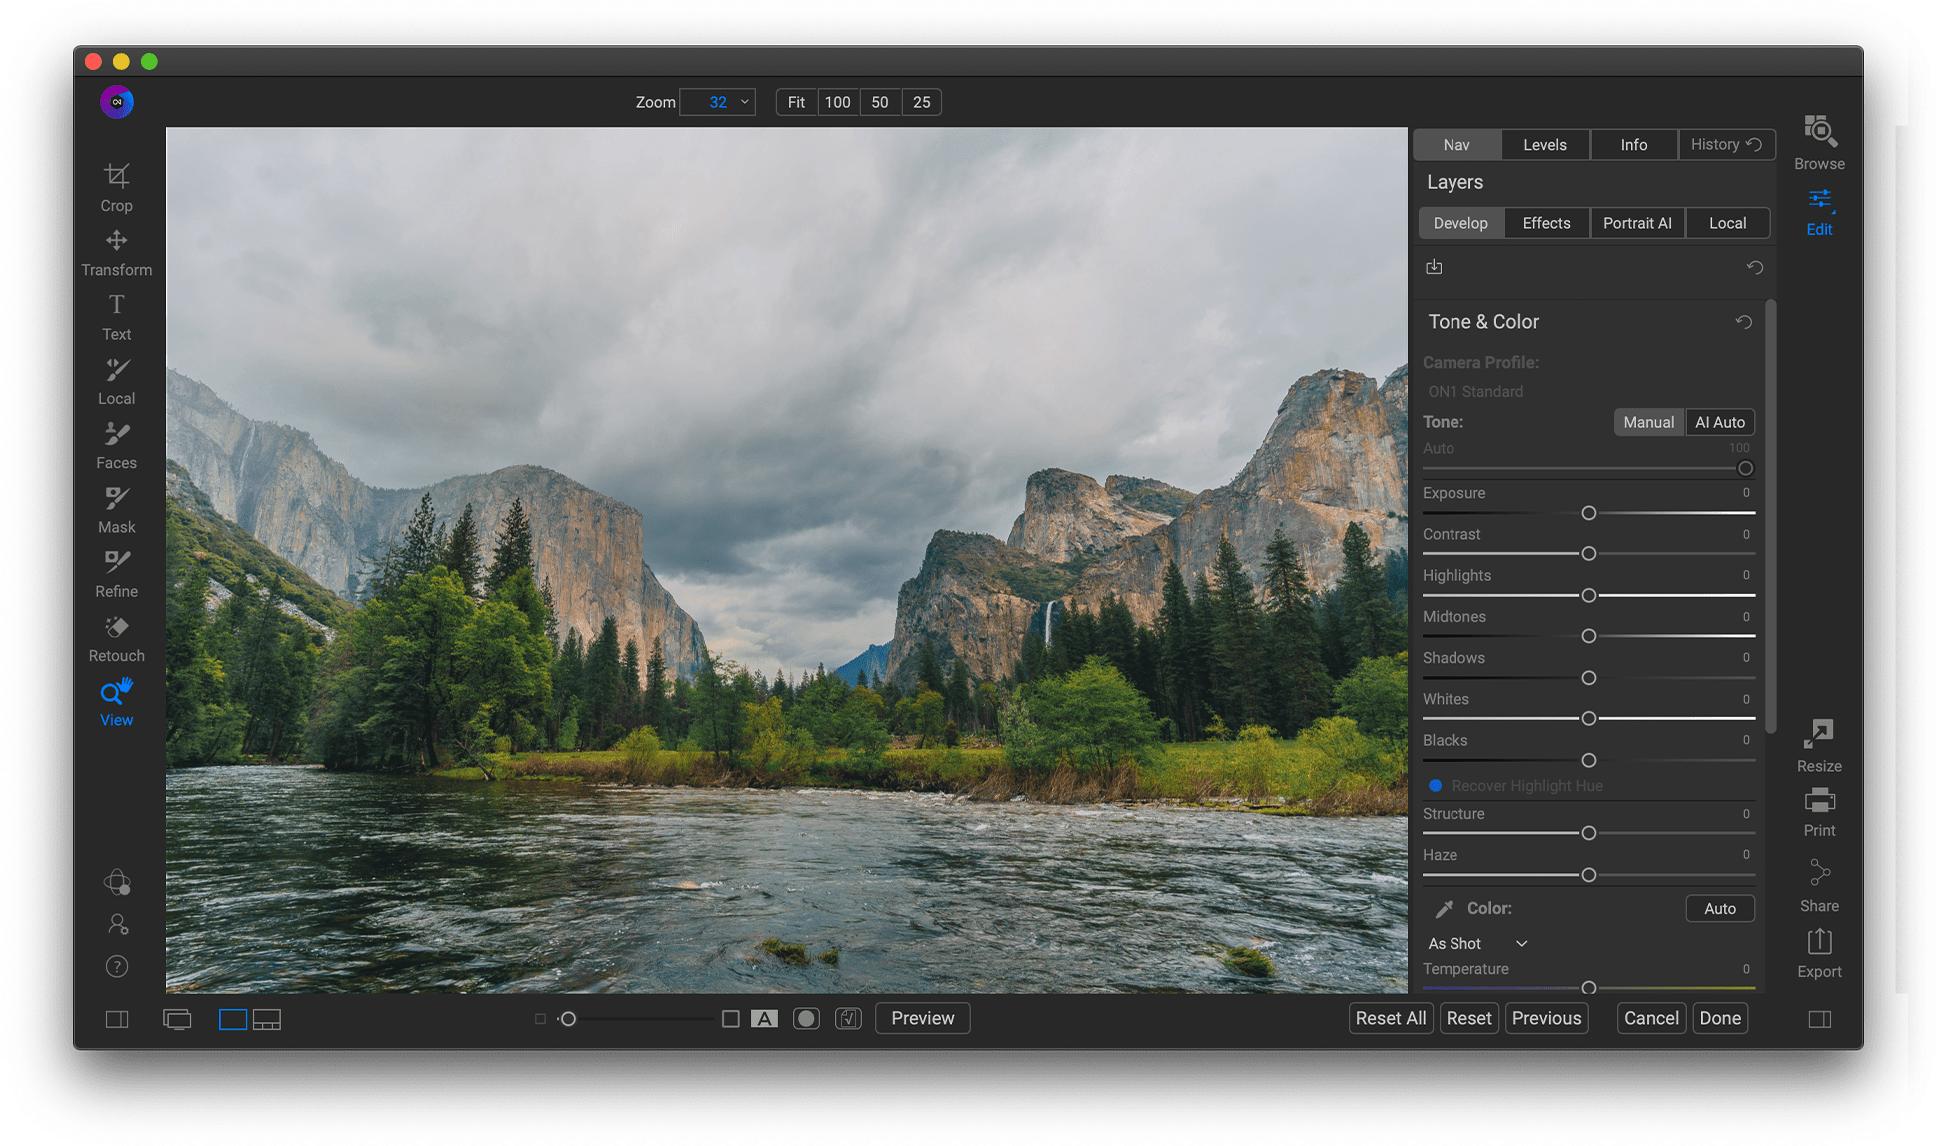 Zoom 32 Fit 100 50 25
Crop
Transform
T
Text
Local
Faces
Mask
Refine
Retouch
View
?
Nav Levels Info History
Layers
Develop Effects Portrait AI Local
Tone & Color
Camera Profile:
ON1 Standard
Tone: Manual AI Auto
Auto 100
Exposure 0
Contrast 0
Highlights 0
Midtones 0
Shadows 0
Whites 0
Blacks 0
Recover Highlight Hue
Structure 0
Haze 0
Color: Auto
As Shot
Temperature 0
Browse
Edit
Resize
Print
Share
Export
A Preview Reset All Reset Previous Cancel Done